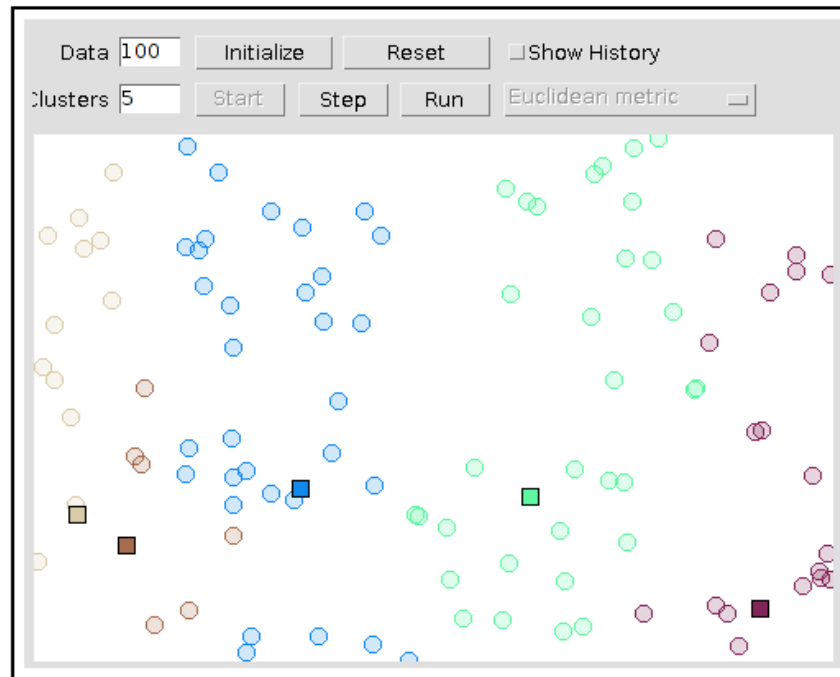 Data 100 Initialize Reset Show History
Clusters 5 Start Step Run Euclidean metric